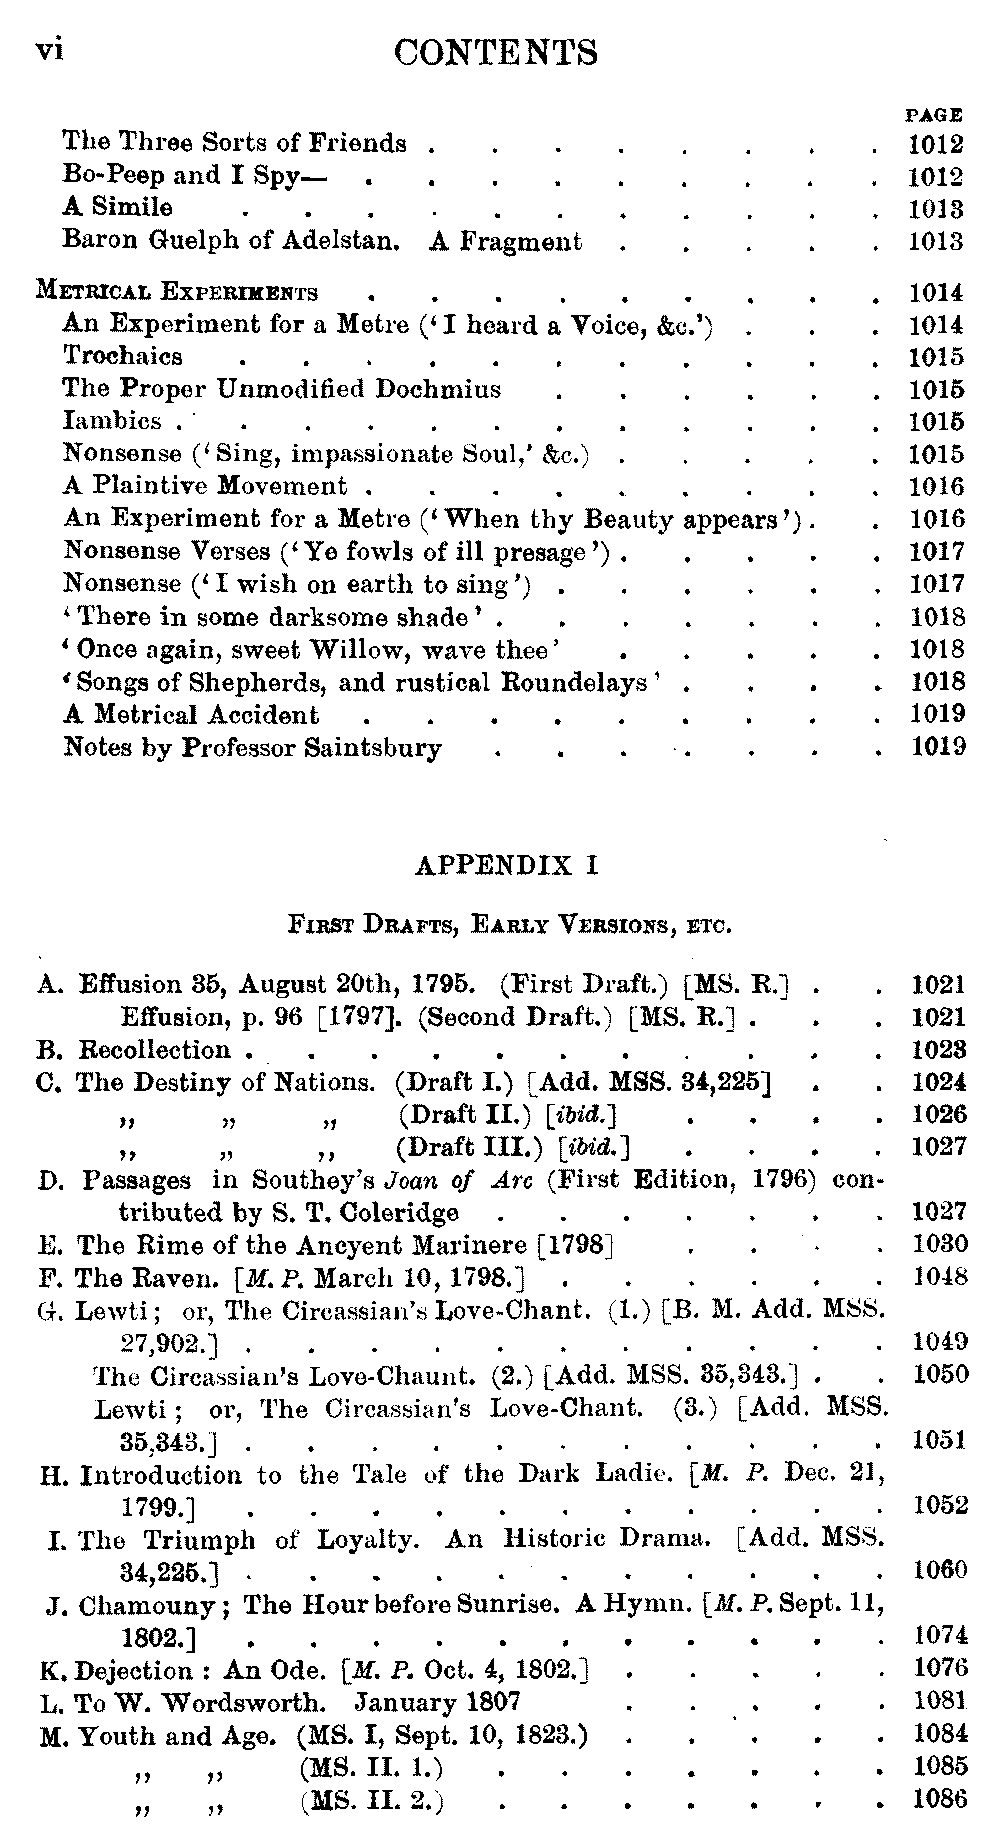 vi CONTENTS
PAGE
The Three Sorts of Friends . . . . . . . . 1012
Bo-Peep and I Spy— . . . . . . . . . 1012
A Simile . . . . . . . . . . . 1013
Baron Guelph of Adelstan. A Fragment . . . . . 1013
METRICAL EXPERIMENTS . . . . . . . . . 1014
An Experiment for a Metre (‘I heard a Voice, &c.’) . . . 1014
Trochaics . . . . . . . . . . . 1015
The Proper Unmodified Dochmius . . . . . . 1015
Iambics . . . . . . . . . . . . 1015
Nonsense (‘Sing, impassionate Soul,’ &c.) . . . . . 1015
A Plaintive Movement . . . . . . . . . 1016
An Experiment for a Metre (‘When thy Beauty appears’) . . 1016
Nonsense Verses (‘Ye fowls of ill presage’) . . . . . 1017
Nonsense (‘I wish on earth to sing’) . . . . . . 1017
‘There in some darksome shade’ . . . . . . . 1018
‘Once again, sweet Willow, wave thee’ . . . . . 1018
‘Songs of Shepherds, and rustical Roundelays’ . . . . 1018
A Metrical Accident . . . . . . . . . 1019
Notes by Professor Saintsbury . . . . . . . 1019
APPENDIX I
FIRST DRAFTS, EARLY VERSIONS, ETC.
A. Effusion 35, August 20th, 1795. (First Draft.) [MS. R.] . . 1021
Effusion, p. 96 [1797]. (Second Draft.) [MS. R.] . . . 1021
B. Recollection . . . . . . . . . . . 1023
C. The Destiny of Nations. (Draft I.) [Add. MSS. 34,225] . . 1024
„ „ „ (Draft II.) [ibid.] . . . . 1026
„ „ „ (Draft III.) [ibid.] . . . . 1027
D. Passages in Southey's Joan of Arc (First Edition, 1796) con-
tributed by S. T. Coleridge . . . . . . . 1027
E. The Rime of the Ancyent Marinere [1798] . . . . 1030
F. The Raven. [M. P. March 10, 1798.] . . . . . . 1048
G. Lewti; or, The Circassian's Love-Chant. (1.) [B. M. Add. MSS.
27,902.] . . . . . . . . . . . 1049
The Circassian's Love-Chaunt. (2.) [Add. MSS. 35,343.] . . 1050
Lewti; or, The Circassian's Love-Chant. (3.) [Add. MSS.
35,343.] . . . . . . . . . . . 1051
H. Introduction to the Tale of the Dark Ladie. [M. P. Dec. 21,
1799.] . . . . . . . . . . . 1052
I. The Triumph of Loyalty. An Historic Drama. [Add. MSS.
34,225.] . . . . . . . . . . . 1060
J. Chamouny; The Hour before Sunrise. A Hymn. [M. P. Sept. 11,
1802.] . . . . . . . . . . . 1074
K. Dejection: An Ode. [M. P. Oct. 4, 1802.] . . . . . 1076
L. To W. Wordsworth. January 1807 . . . . . 1081
M. Youth and Age. (MS. I, Sept. 10, 1823.) . . . . . 1084
„ „ (MS. II. 1.) . . . . . . . 1085
„ „ (MS. II. 2.) . . . . . . . 1086